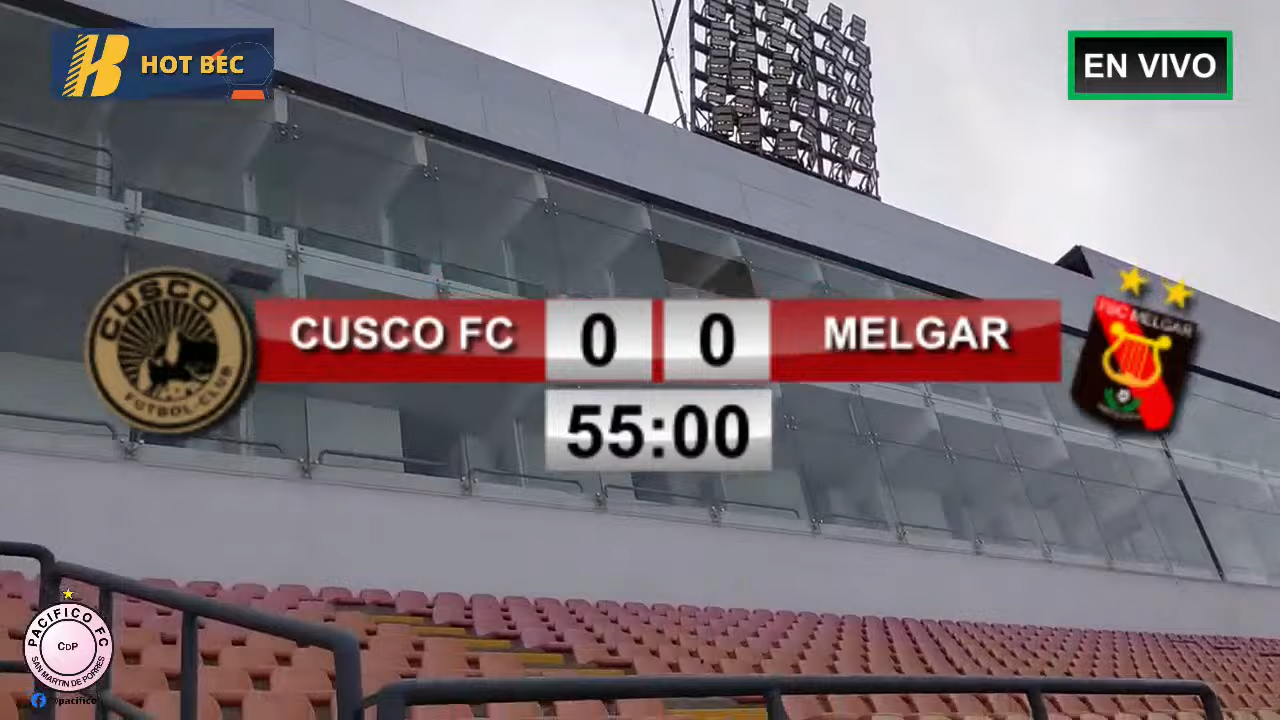 HOT BEC
EN VIVO
CUSCO
FUTBOL CLUB
CUSCO FC 0 0 MELGAR
FBC MELGAR
55:00
PACIFICO FC
CDP
SAN MARTIN DE PORRES